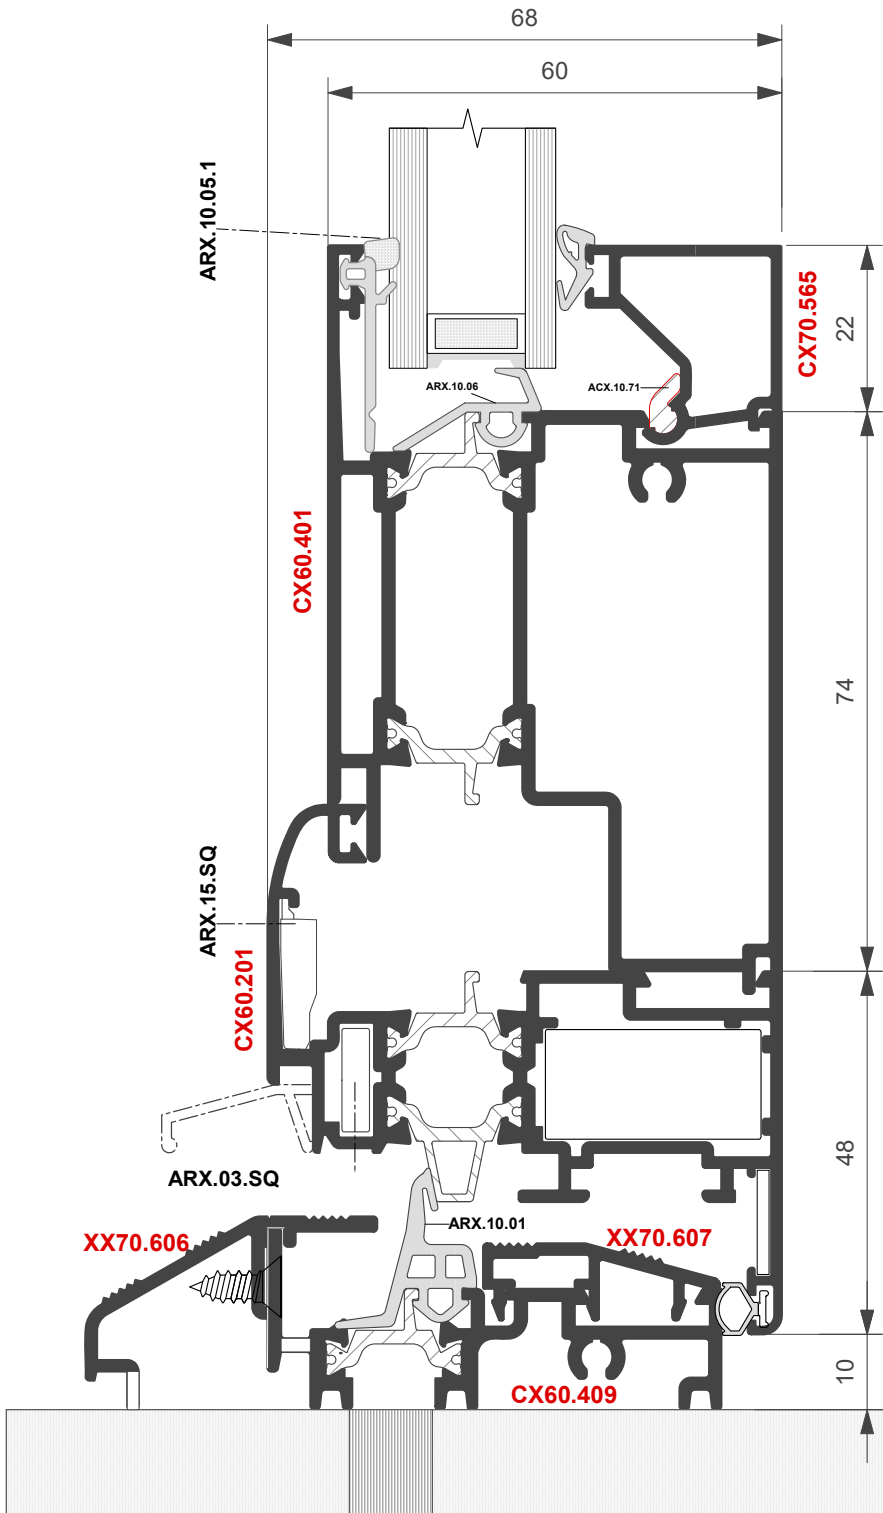 68
60
ARX.10.05.1
CX70.565
22
ARX.10.06
ACX.10.71
CX60.401
74
ARX.15.SQ
CX60.201
48
ARX.03.SQ
ARX.10.01
XX70.606
XX70.607
10
CX60.409